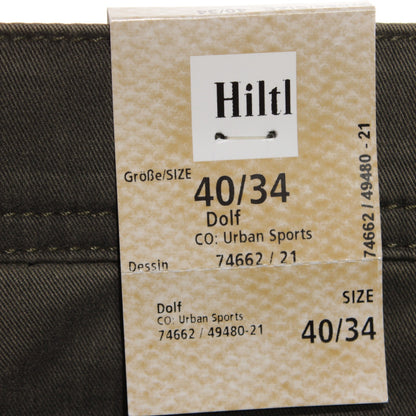 Hiltl
Größe/SIZE
40/34
Dolf
CO: Urban Sports
Dessin 74662 / 21
74662 / 49480 - 21
Dolf
CO: Urban Sports
74662 / 49480-21
SIZE
40/34